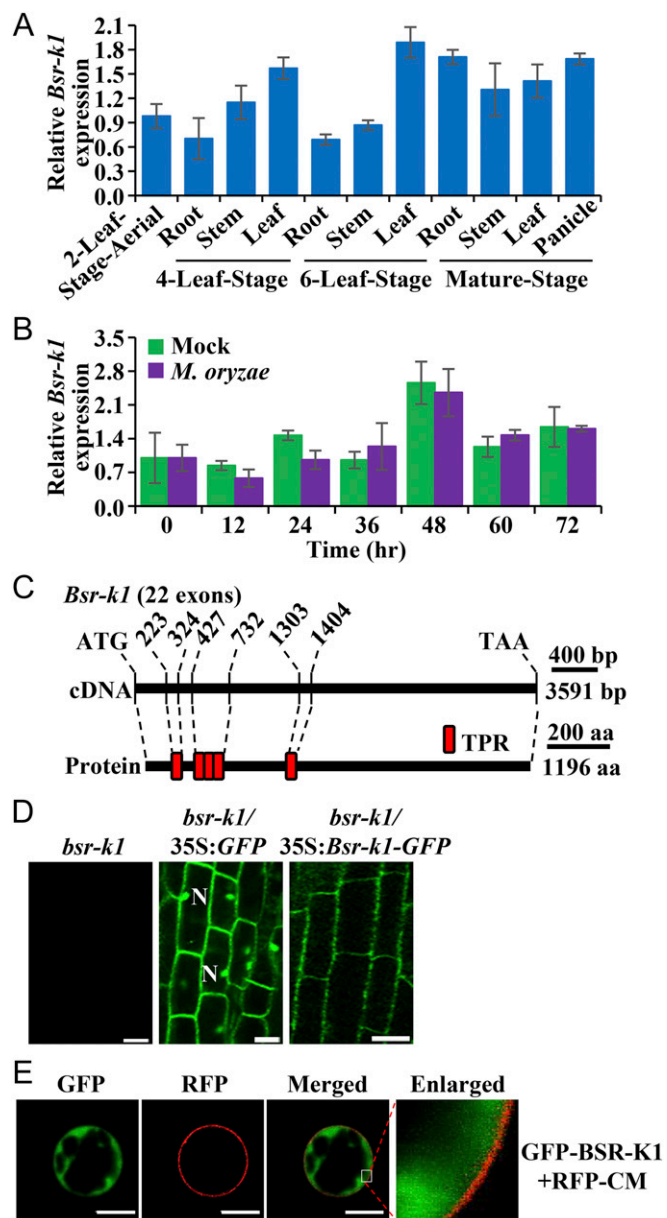 A
Relative Bsr-k1
expression
2.1
1.8
1.5
1.2
0.9
0.6
0.3
0.0
2-Leaf-
Stage-Aerial
Root
Stem
Leaf
Root
Stem
Leaf
Root
Stem
Leaf
Panicle
4-Leaf-Stage
6-Leaf-Stage
Mature-Stage
B
Relative Bsr-k1
expression
3.5
2.8
2.1
1.4
0.7
0.0
Mock
M. oryzae
0 12 24 36 48 60 72
Time (hr)
C
Bsr-k1 (22 exons)
ATG 223 324 427 732 1303 1404 TAA
400 bp
cDNA
3591 bp
TPR
200 aa
Protein
1196 aa
D
bsr-k1
bsr-k1/
35S:GFP
bsr-k1/
35S:Bsr-k1-GFP
N
N
E
GFP RFP Merged Enlarged
GFP-BSR-K1
+RFP-CM